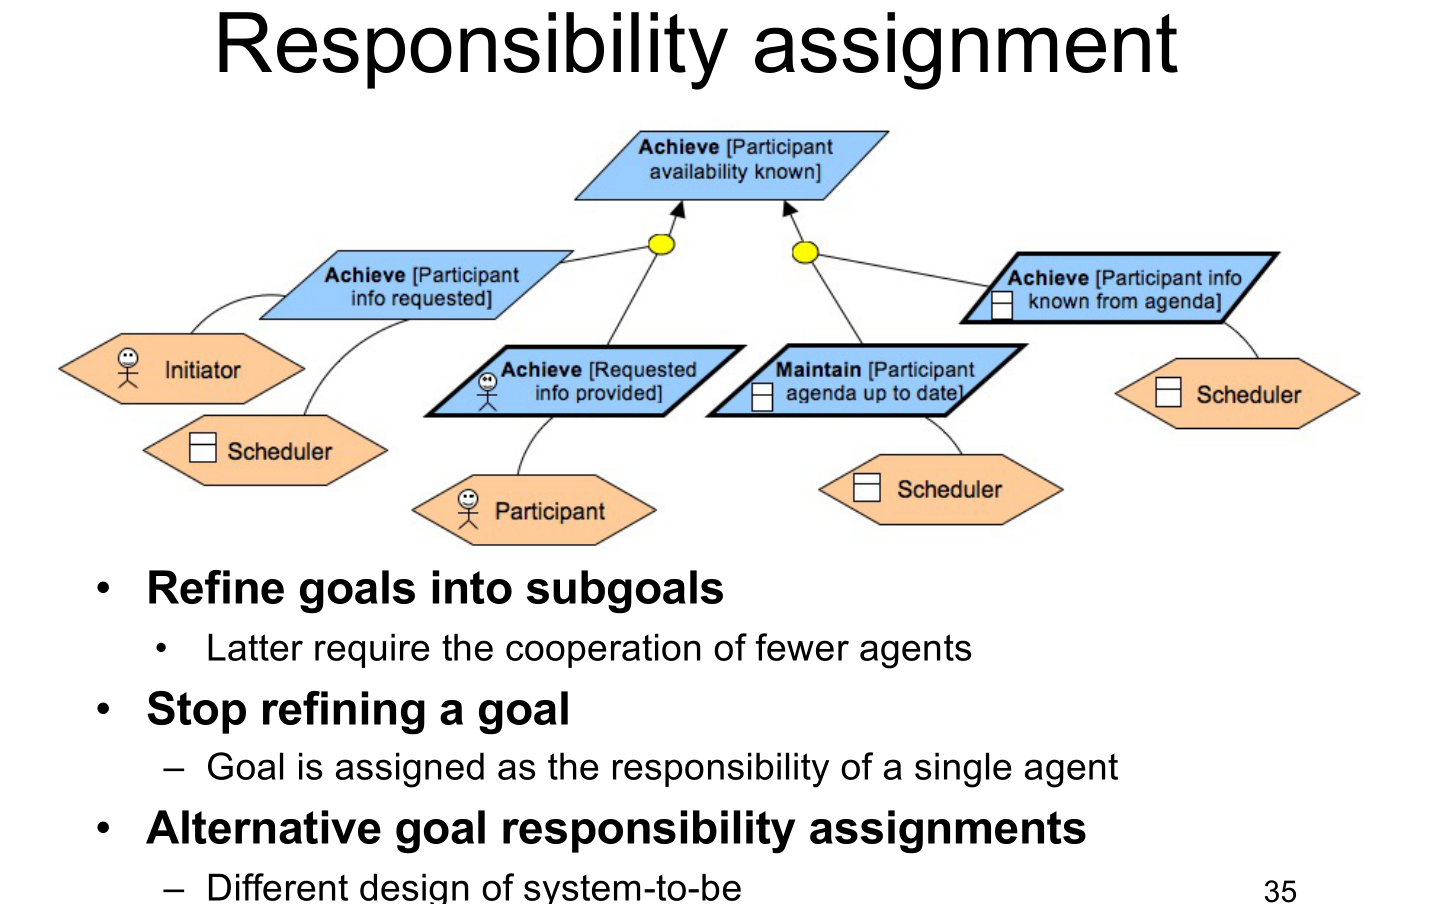 Responsibility assignment
Achieve [Participant
availability known]
Achieve [Participant
info requested]
Achieve [Participant info
known from agenda]
Initiator
Achieve [Requested
info provided]
Maintain [Participant
agenda up to date]
Scheduler
Scheduler
Participant
Scheduler
• Refine goals into subgoals
• Latter require the cooperation of fewer agents
• Stop refining a goal
– Goal is assigned as the responsibility of a single agent
• Alternative goal responsibility assignments
– Different design of system-to-be
35